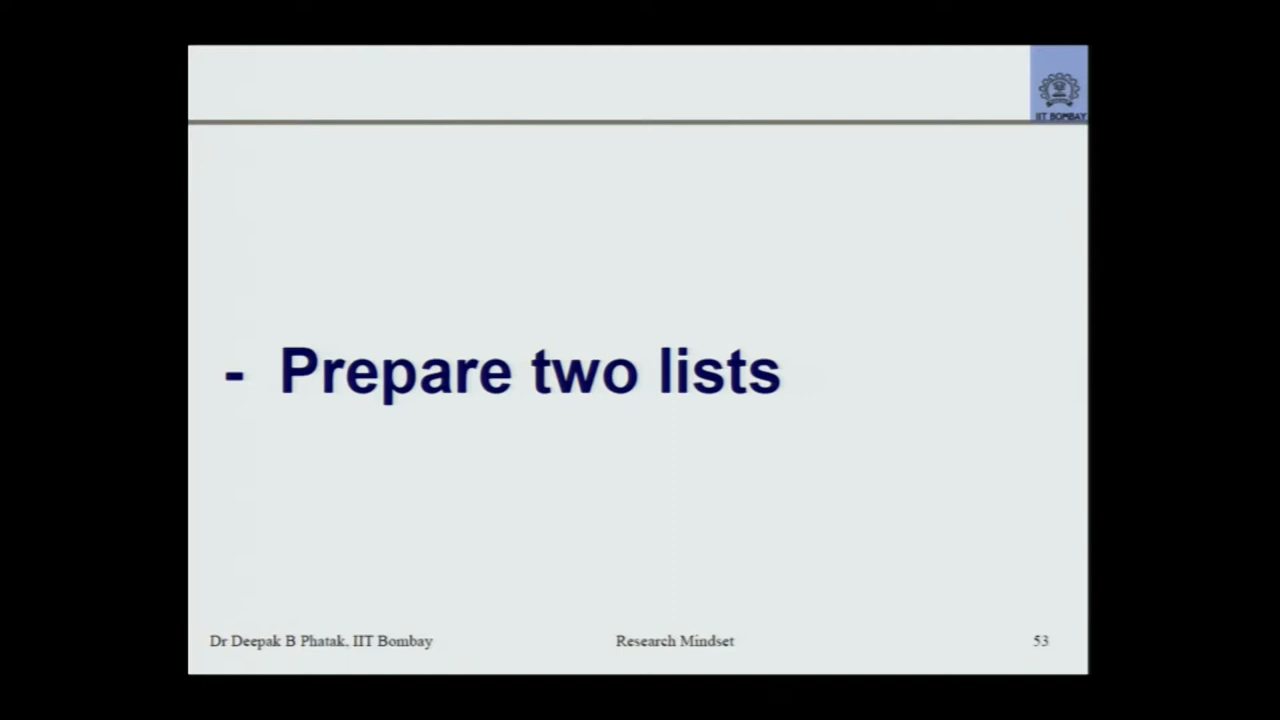 IIT BOMBAY
- Prepare two lists
Dr Deepak B Phatak, IIT Bombay Research Mindset 53